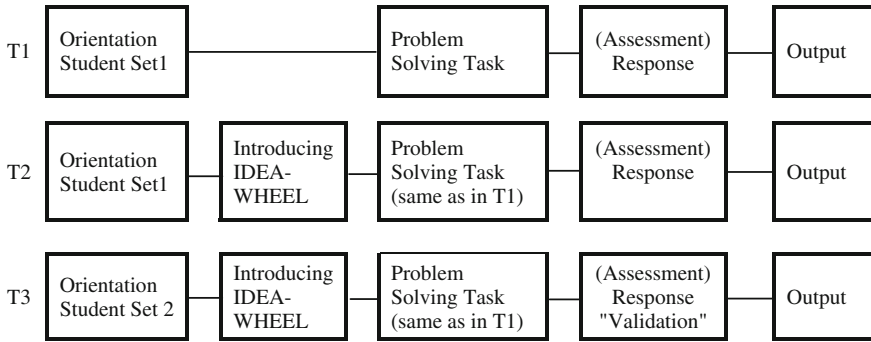 T1
Orientation
Student Set1
Problem
Solving Task
(Assessment)
Response
Output
T2
Orientation
Student Set1
Introducing
IDEA-
WHEEL
Problem
Solving Task
(same as in T1)
(Assessment)
Response
Output
T3
Orientation
Student Set 2
Introducing
IDEA-
WHEEL
Problem
Solving Task
(same as in T1)
(Assessment)
Response
"Validation"
Output